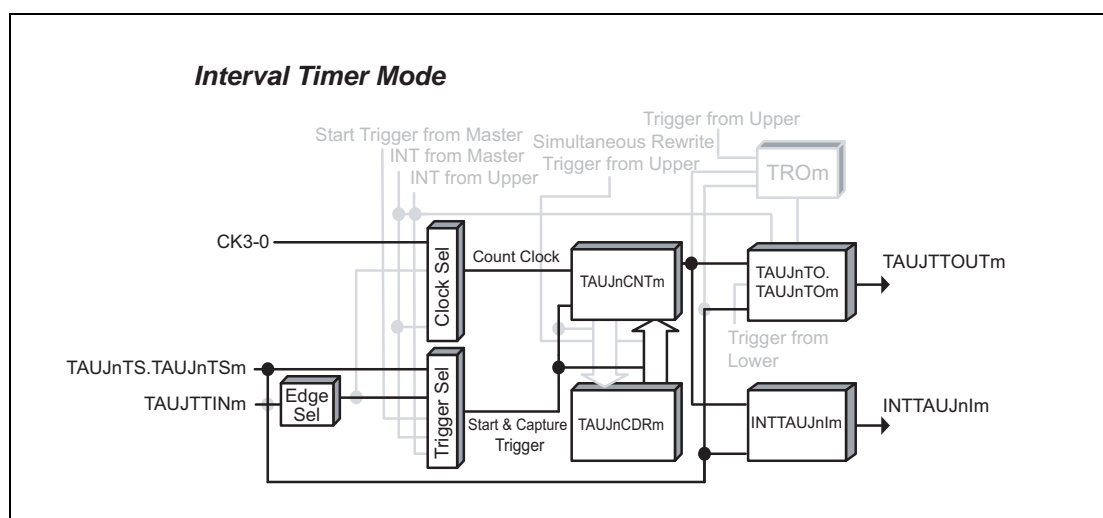 Interval Timer Mode
Trigger from Upper
Start Trigger from Master
Simultaneous Rewrite
INT from Master
Trigger from Upper
INT from Upper
TROm
CK3-0
Clock Sel
Count Clock
TAUJnCNTm
TAUJnTO.
TAUJnTOm
TAUJTTOUTm
Trigger from
Lower
TAUJnTS.TAUJnTSm
TAUJTTINm
Edge
Sel
Trigger Sel
Start & Capture
Trigger
TAUJnCDRm
INTTAUJnIm
INTTAUJnIm